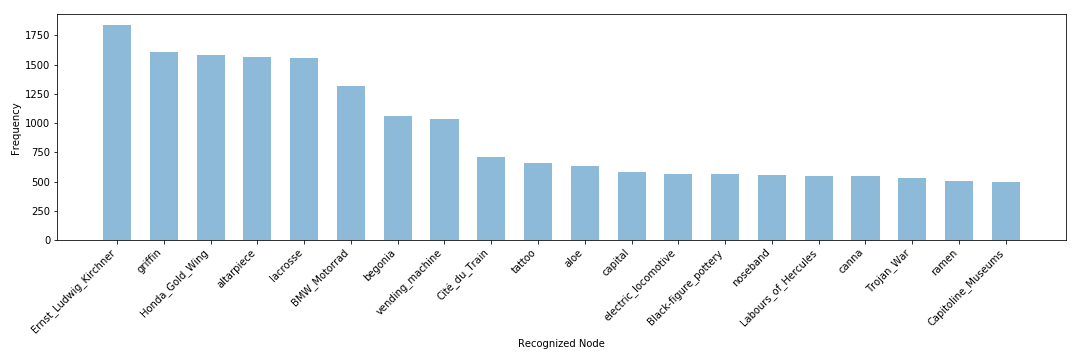 1750
1500
1250
1000
750
500
250
0
Frequency
Ernst_Ludwig_Kirchner
griffin
Honda_Gold_Wing
altarpiece
lacrosse
BMW_Motorrad
begonia
vending_machine
Cité_du_Train
tattoo
aloe
capital
electric_locomotive
Black-figure_pottery
noseband
Labours_of_Hercules
canna
Trojan_War
ramen
Capitoline_Museums
Recognized Node